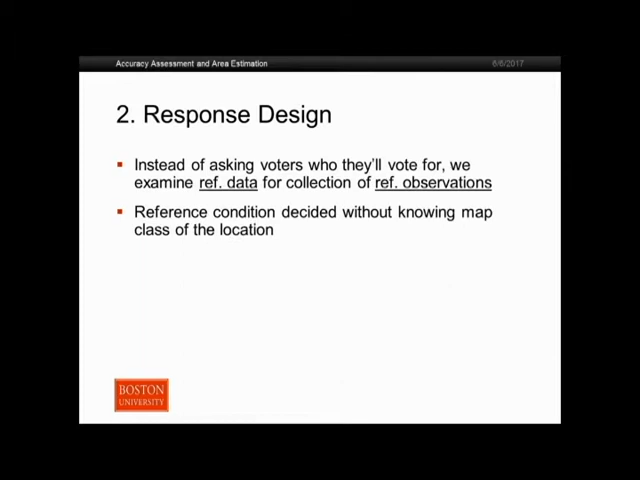 Accuracy Assessment and Area Estimation
6/6/2017
2. Response Design
Instead of asking voters who they'll vote for, we
examine ref. data for collection of ref. observations
Reference condition decided without knowing map
class of the location
BOSTON
UNIVERSITY